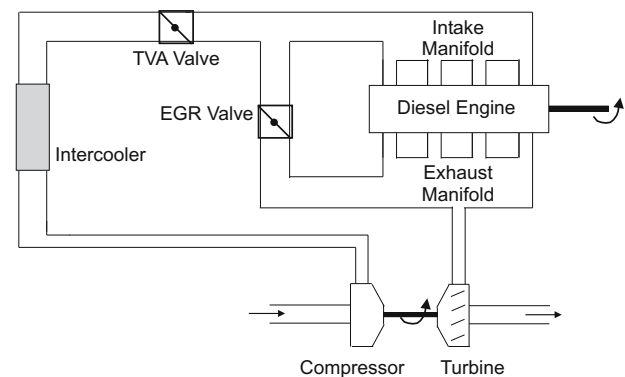 Intake
Manifold
TVA Valve
EGR Valve
Diesel Engine
Intercooler
Exhaust
Manifold
Compressor
Turbine